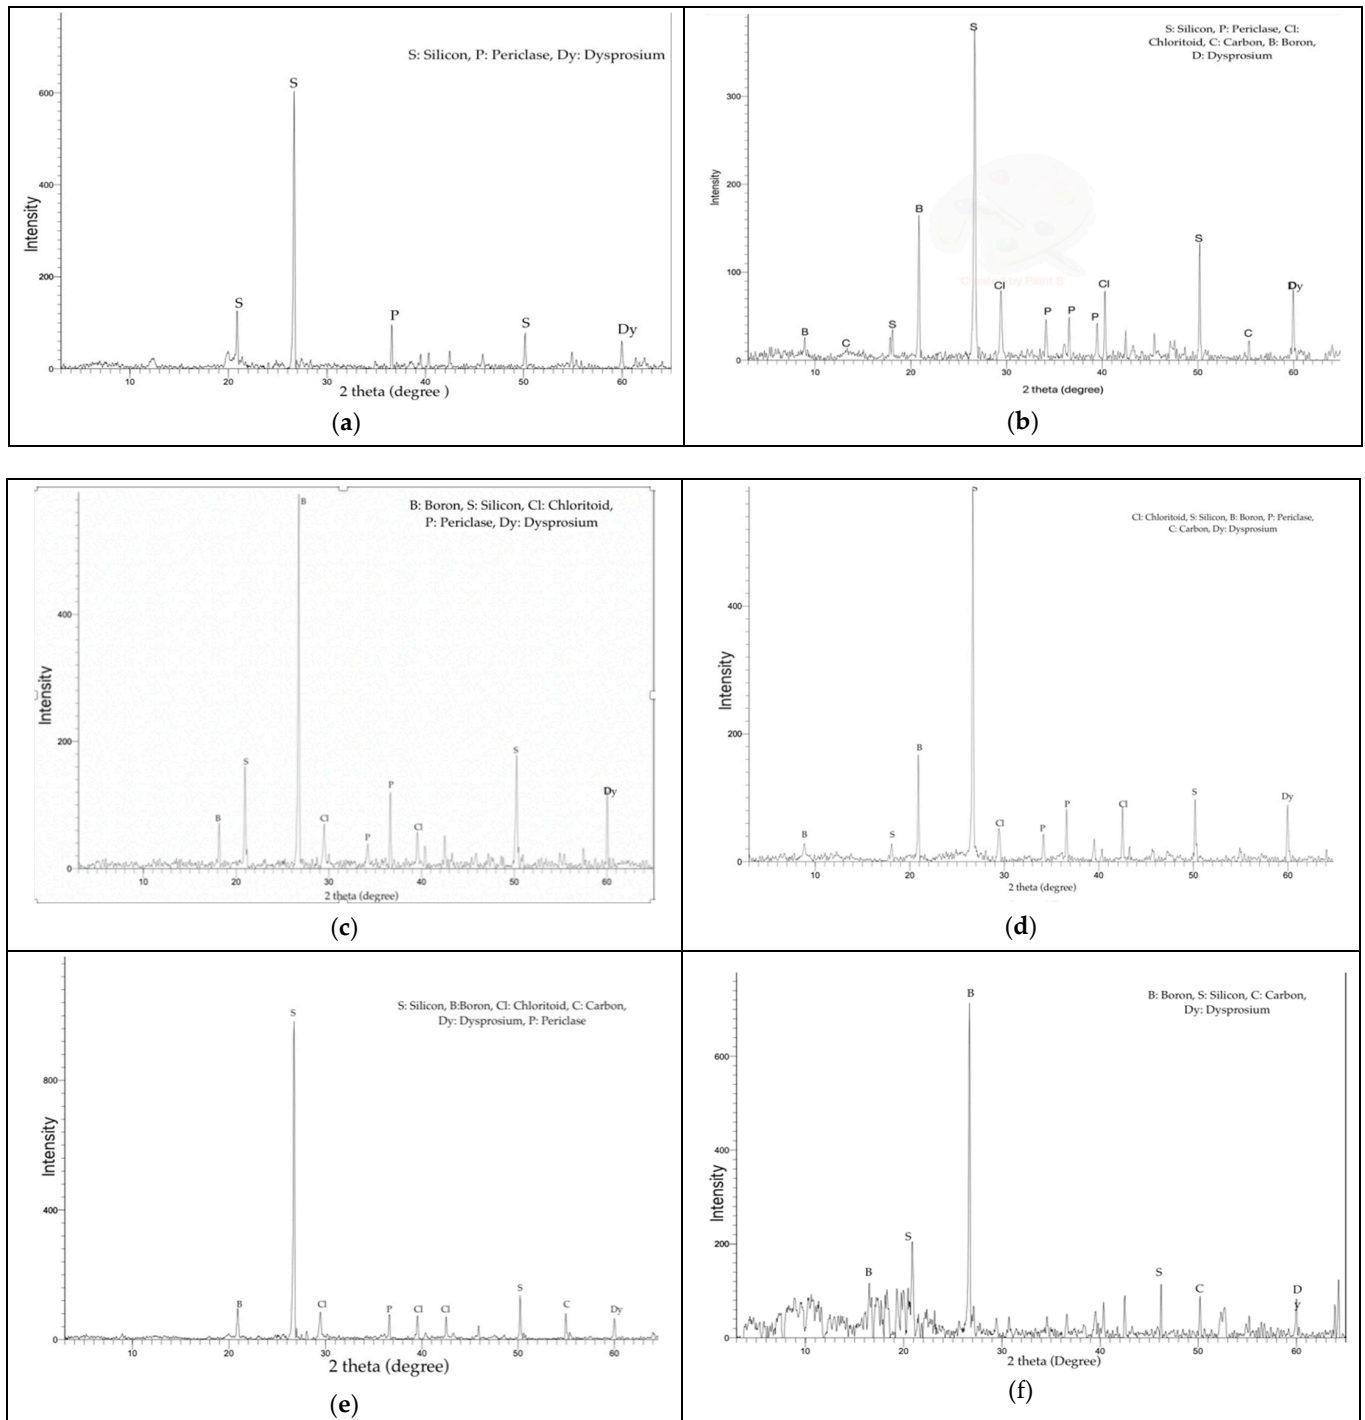 S: Silicon, P: Periclase, Dy: Dysprosium
S
600
400
Intensity
S
200
P
S
Dy
0
10 20 30 40 50 60
2 theta (degree )
(a)
S: Silicon, P: Periclase, Cl:
Chloritoid, C: Carbon, B: Boron,
D: Dysprosium
S
300
Intensity
200
B
S
Created by Paint S
Cl Cl Dy
100
P P P
B C S C
0
10 20 30 40 50 60
2 theta (degree)
(b)
B: Boron, S: Silicon, Cl: Chloritoid,
P: Periclase, Dy: Dysprosium
B
400
Intensity
200
S S
P Dy
B Cl Cl
P
0
10 20 30 40 50 60
2 theta (degree)
(c)
S
Cl: Chloritoid, S: Silicon, B: Boron, P: Periclase,
C: Carbon, Dy: Dysprosium
400
Intensity
200
B
P Cl S Dy
B S Cl P
0
10 20 30 40 50 60
2 theta (degree)
(d)
S: Silicon, B:Boron, Cl: Chloritoid, C: Carbon,
Dy: Dysprosium, P: Periclase
S
800
Intensity
400
B Cl P Cl Cl S C Dy
0
10 20 30 40 50 60
2 theta (degree)
(e)
B: Boron, S: Silicon, C: Carbon,
Dy: Dysprosium
B
600
400
Intensity
200
B S S C D
y
0
10 20 30 40 50 60
2 theta (Degree)
(f)